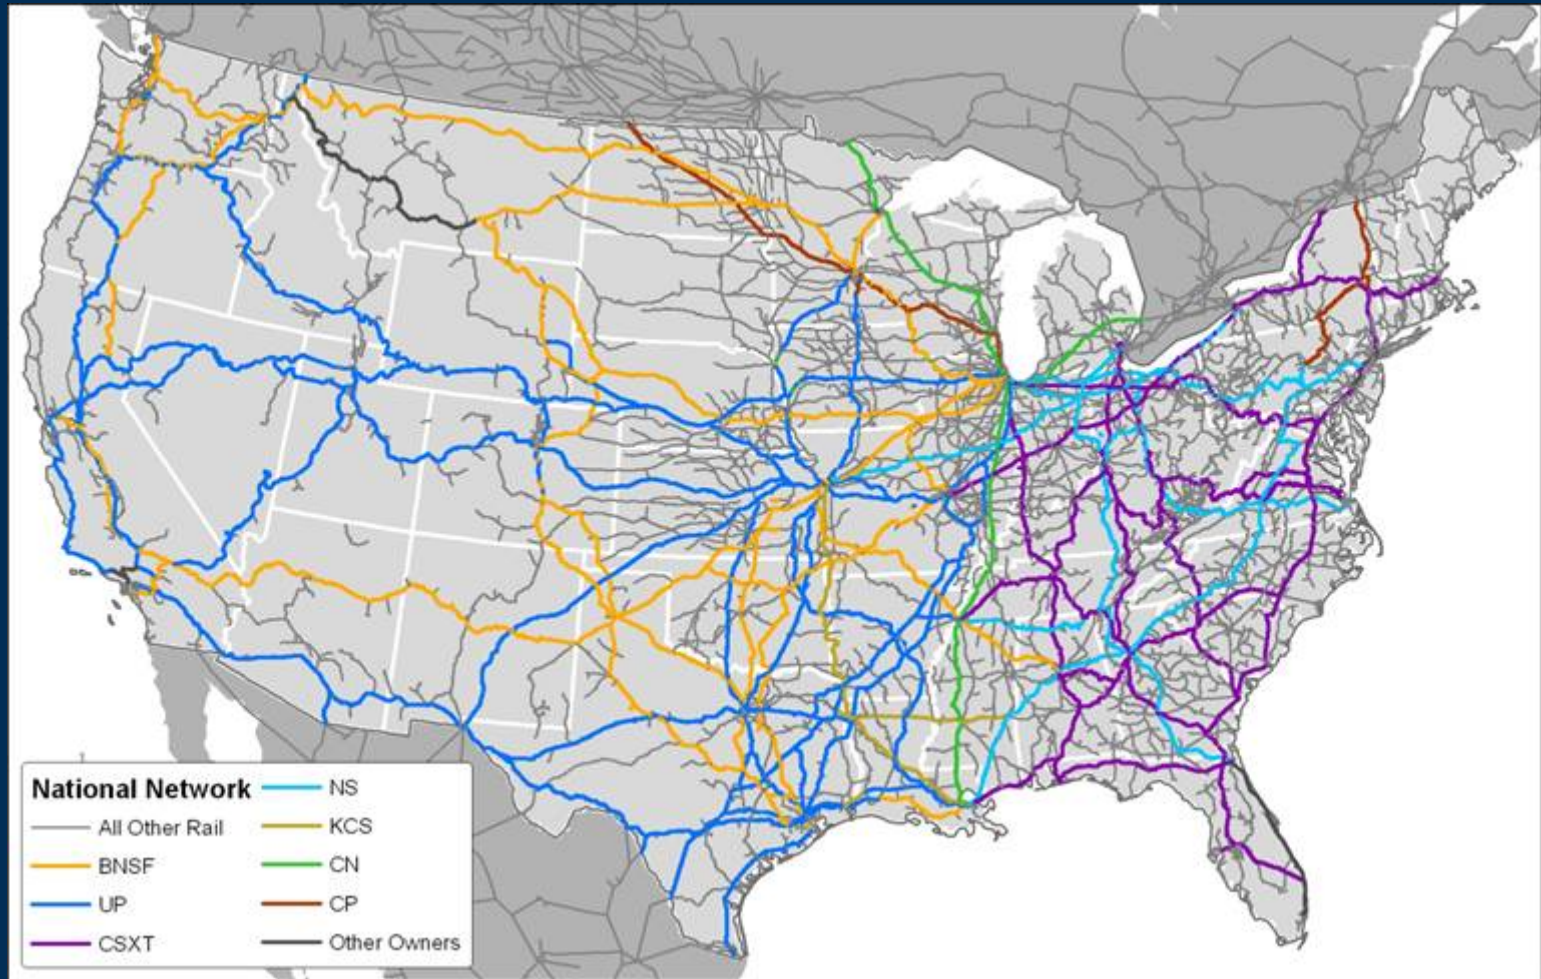 National Network
All Other Rail
BNSF
UP
CSXT
NS
KCS
CN
CP
Other Owners